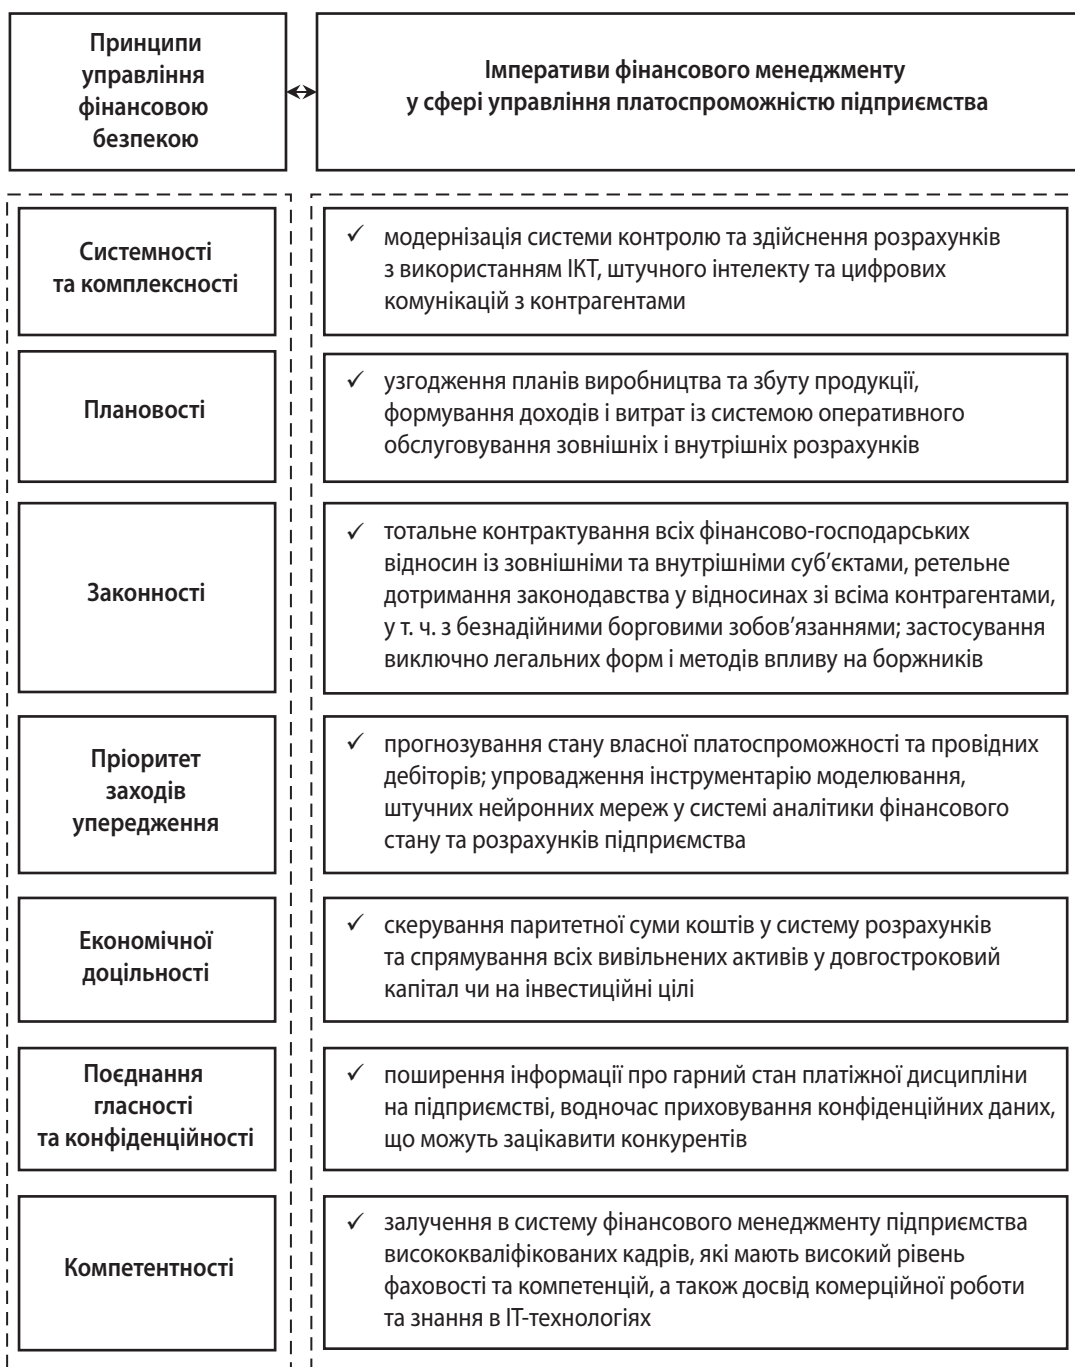 Принципи
управління
фінансовою
безпекою
Імперативи фінансового менеджменту
у сфері управління платоспроможністю підприємства
Системності
та комплексності
✓ модернізація системи контролю та здійснення розрахунків
з використанням ІКТ, штучного інтелекту та цифрових
комунікацій з контрагентами
Плановості
✓ узгодження планів виробництва та збуту продукції,
формування доходів і витрат із системою оперативного
обслуговування зовнішніх і внутрішніх розрахунків
Законності
✓ тотальне контрактування всіх фінансово-господарських
відносин із зовнішніми та внутрішніми суб’єктами, ретельне
дотримання законодавства у відносинах зі всіма контрагентами,
у т. ч. з безнадійними борговими зобов’язаннями; застосування
виключно легальних форм і методів впливу на боржників
Пріоритет
заходів
упередження
✓ прогнозування стану власної платоспроможності та провідних
дебіторів; упровадження інструментарію моделювання,
штучних нейронних мереж у системі аналітики фінансового
стану та розрахунків підприємства
Економічної
доцільності
✓ скерування паритетної суми коштів у систему розрахунків
та спрямування всіх вивільнених активів у довгостроковий
капітал чи на інвестиційні цілі
Поєднання
гласності
та конфіденційності
✓ поширення інформації про гарний стан платіжної дисципліни
на підприємстві, водночас приховування конфіденційних даних,
що можуть зацікавити конкурентів
Компетентності
✓ залучення в систему фінансового менеджменту підприємства
висококваліфікованих кадрів, які мають високий рівень
фаховості та компетенцій, а також досвід комерційної роботи
та знання в ІТ-технологіях